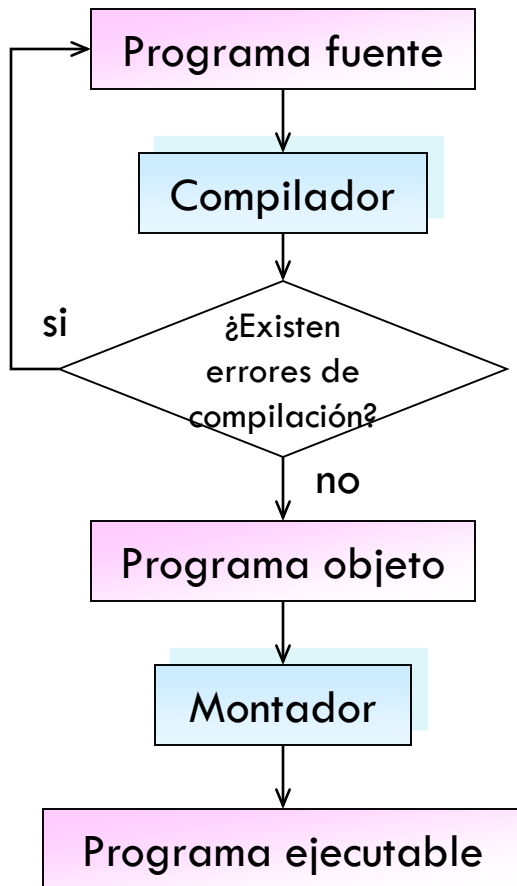 Programa fuente
Compilador
si
¿Existen
errores de
compilación?
no
Programa objeto
Montador
Programa ejecutable